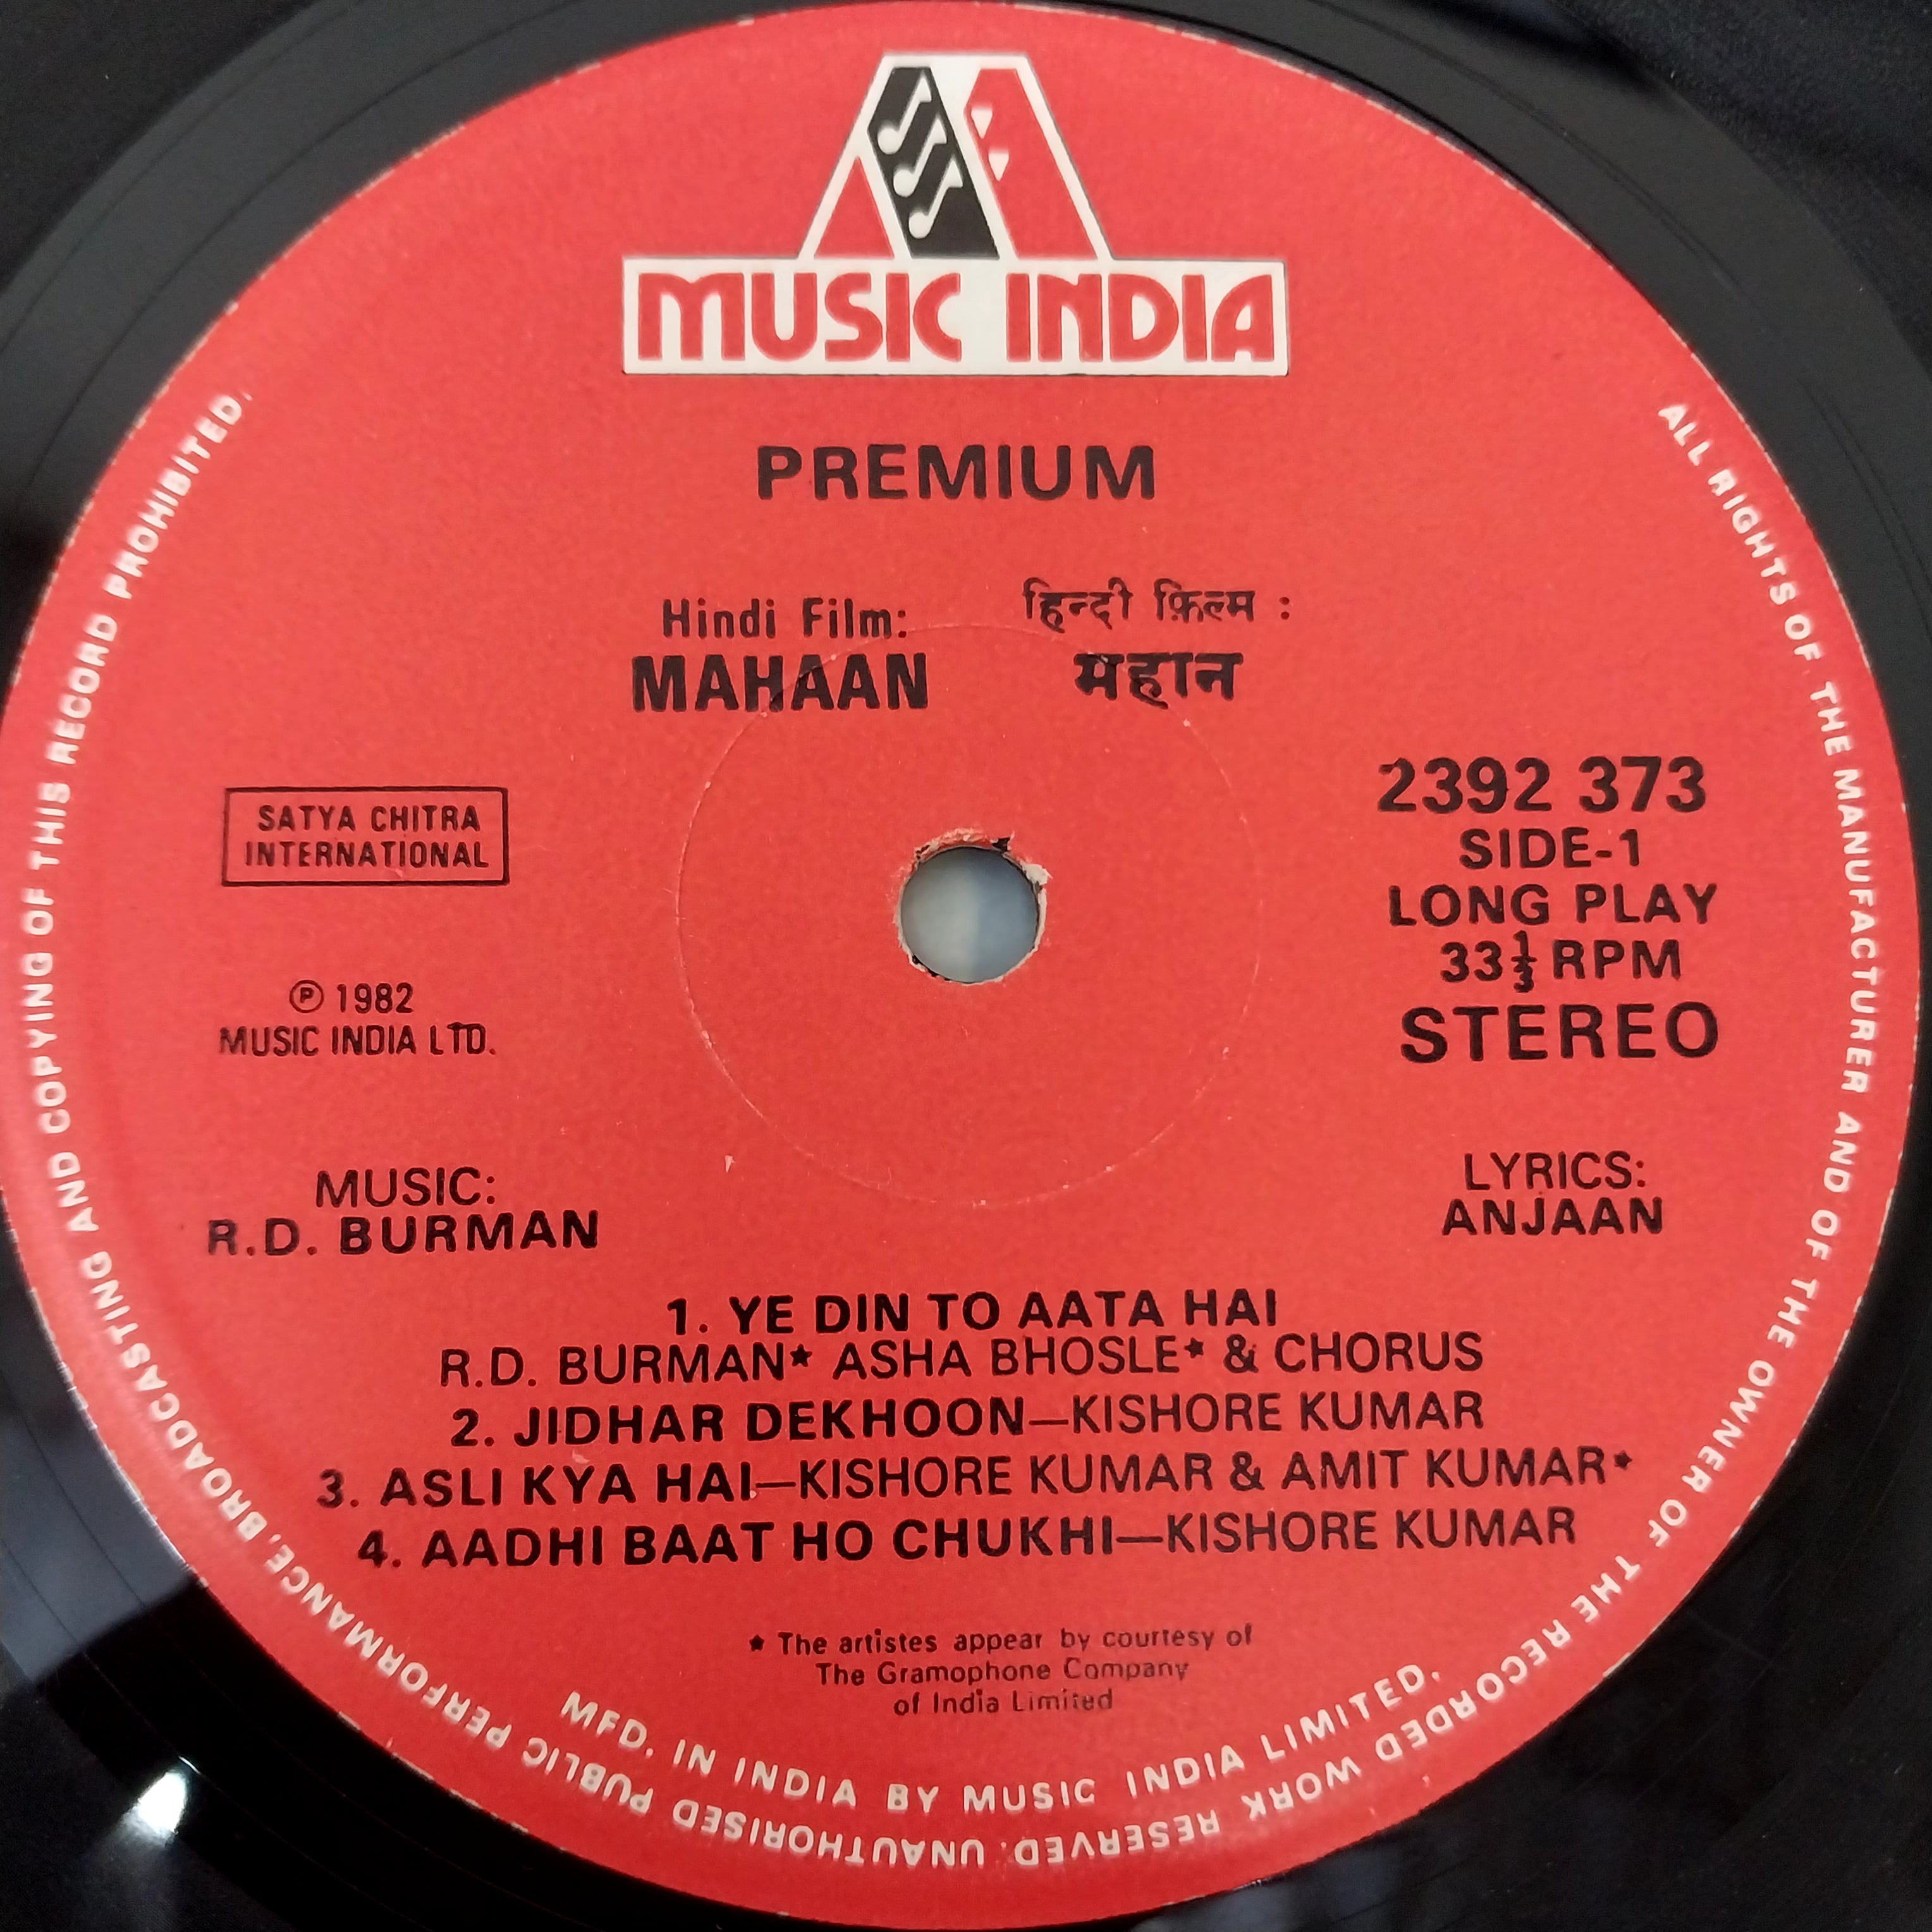 MUSIC INDIA
PREMIUM
Hindi Film:
MAHAAN
हिन्दी फ़िल्म :
महान
SATYA CHITRA
INTERNATIONAL
℗ 1982
MUSIC INDIA LTD.
2392 373
SIDE-1
LONG PLAY
33⅓ RPM
STEREO
MUSIC:
R.D. BURMAN
LYRICS:
ANJAAN
1. YE DIN TO AATA HAI
R.D. BURMAN* ASHA BHOSLE* & CHORUS
2. JIDHAR DEKHOON—KISHORE KUMAR
3. ASLI KYA HAI—KISHORE KUMAR & AMIT KUMAR*
4. AADHI BAAT HO CHUKHI—KISHORE KUMAR
* The artistes appear by courtesy of
The Gramophone Company
of India Limited
MFD. IN INDIA BY MUSIC INDIA LIMITED.
ALL RIGHTS OF THE MANUFACTURER AND OF THE OWNER OF THE RECORDED WORK RESERVED. UNAUTHORISED PUBLIC PERFORMANCE, BROADCASTING AND COPYING OF THIS RECORD PROHIBITED.